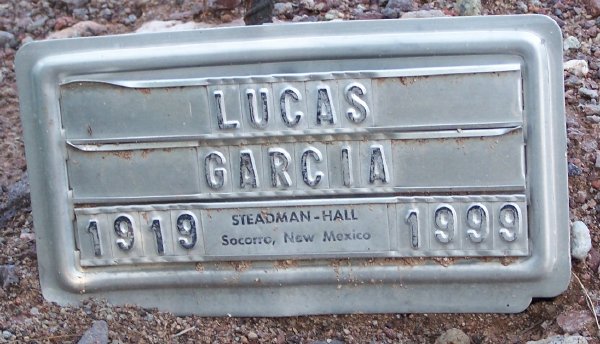 LUCAS
GARCIA
1919 STEADMAN-HALL 1999
Socorro, New Mexico